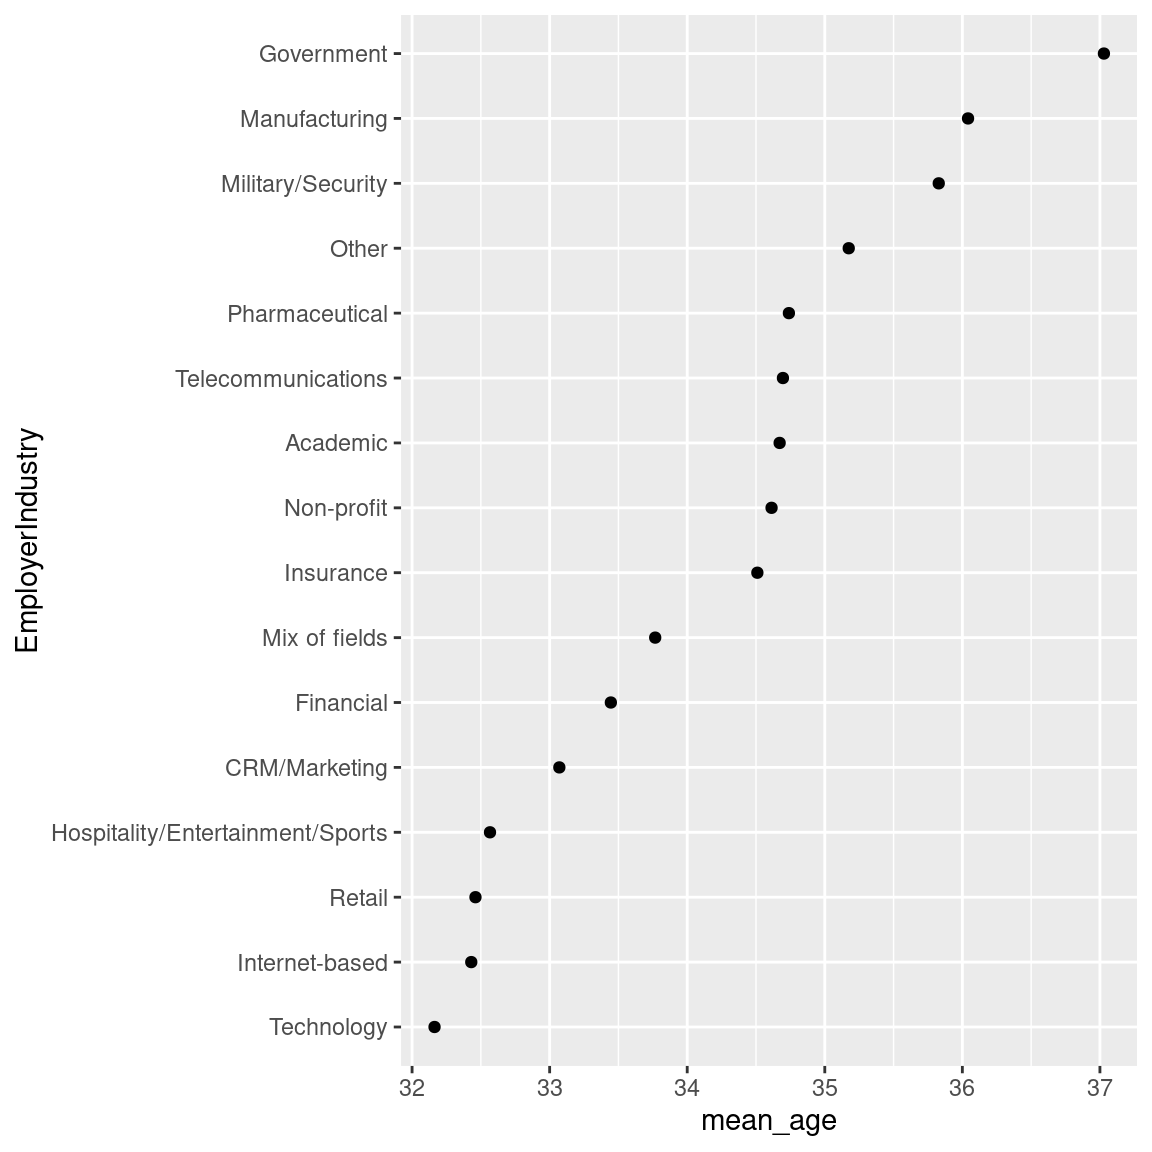 Government
Manufacturing
Military/Security
Other
Pharmaceutical
Telecommunications
Academic
Non-profit
Insurance
Mix of fields
Financial
CRM/Marketing
Hospitality/Entertainment/Sports
Retail
Internet-based
Technology
EmployerIndustry
32 33 34 35 36 37
mean_age